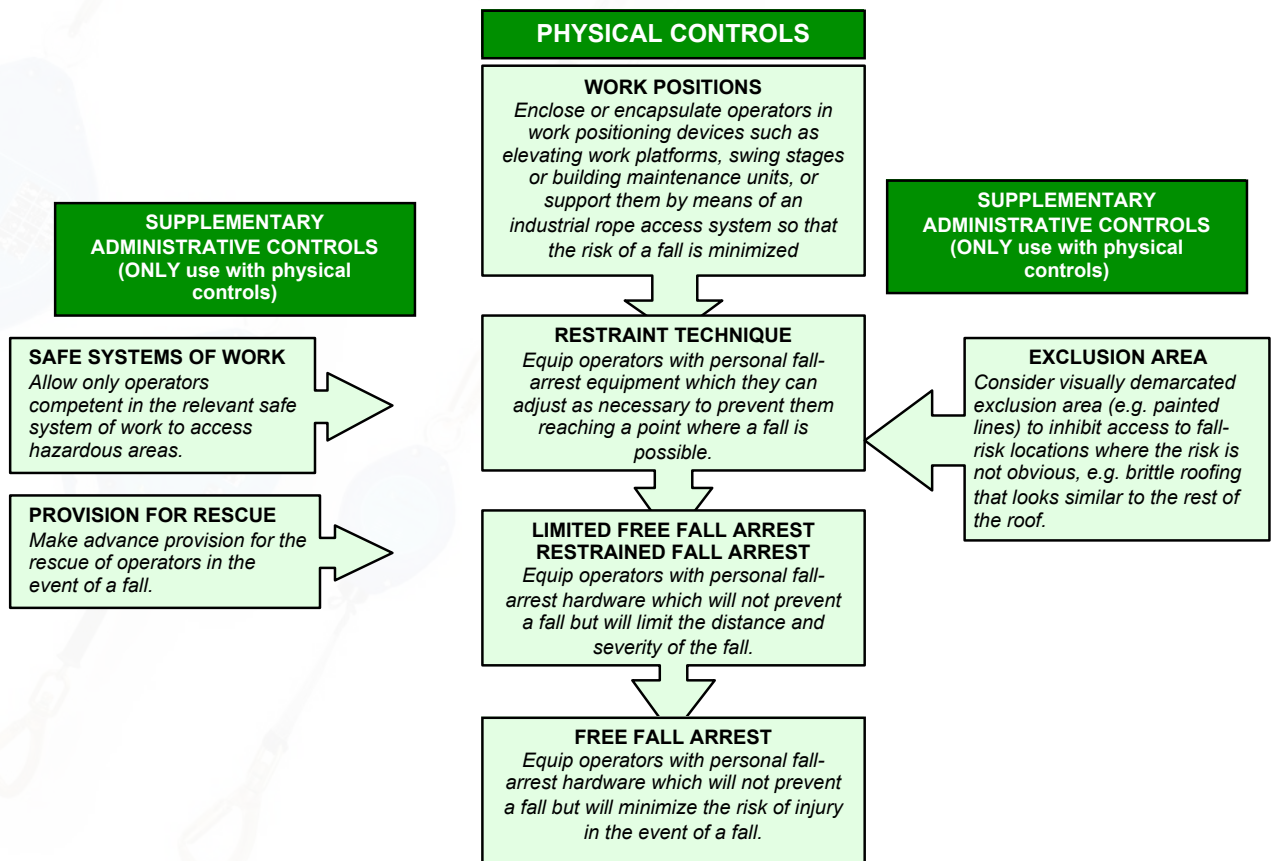 PHYSICAL CONTROLS
WORK POSITIONS
Enclose or encapsulate operators in
work positioning devices such as
elevating work platforms, swing stages
or building maintenance units, or
support them by means of an
industrial rope access system so that
the risk of a fall is minimized
SUPPLEMENTARY
ADMINISTRATIVE CONTROLS
(ONLY use with physical
controls)
SUPPLEMENTARY
ADMINISTRATIVE CONTROLS
(ONLY use with physical
controls)
SAFE SYSTEMS OF WORK
Allow only operators
competent in the relevant safe
system of work to access
hazardous areas.
RESTRAINT TECHNIQUE
Equip operators with personal fall-
arrest equipment which they can
adjust as necessary to prevent them
reaching a point where a fall is
possible.
EXCLUSION AREA
Consider visually demarcated
exclusion area (e.g. painted
lines) to inhibit access to fall-
risk locations where the risk is
not obvious, e.g. brittle roofing
that looks similar to the rest of
the roof.
PROVISION FOR RESCUE
Make advance provision for the
rescue of operators in the
event of a fall.
LIMITED FREE FALL ARREST
RESTRAINED FALL ARREST
Equip operators with personal fall-
arrest hardware which will not prevent
a fall but will limit the distance and
severity of the fall.
FREE FALL ARREST
Equip operators with personal fall-
arrest hardware which will not prevent
a fall but will minimize the risk of injury
in the event of a fall.